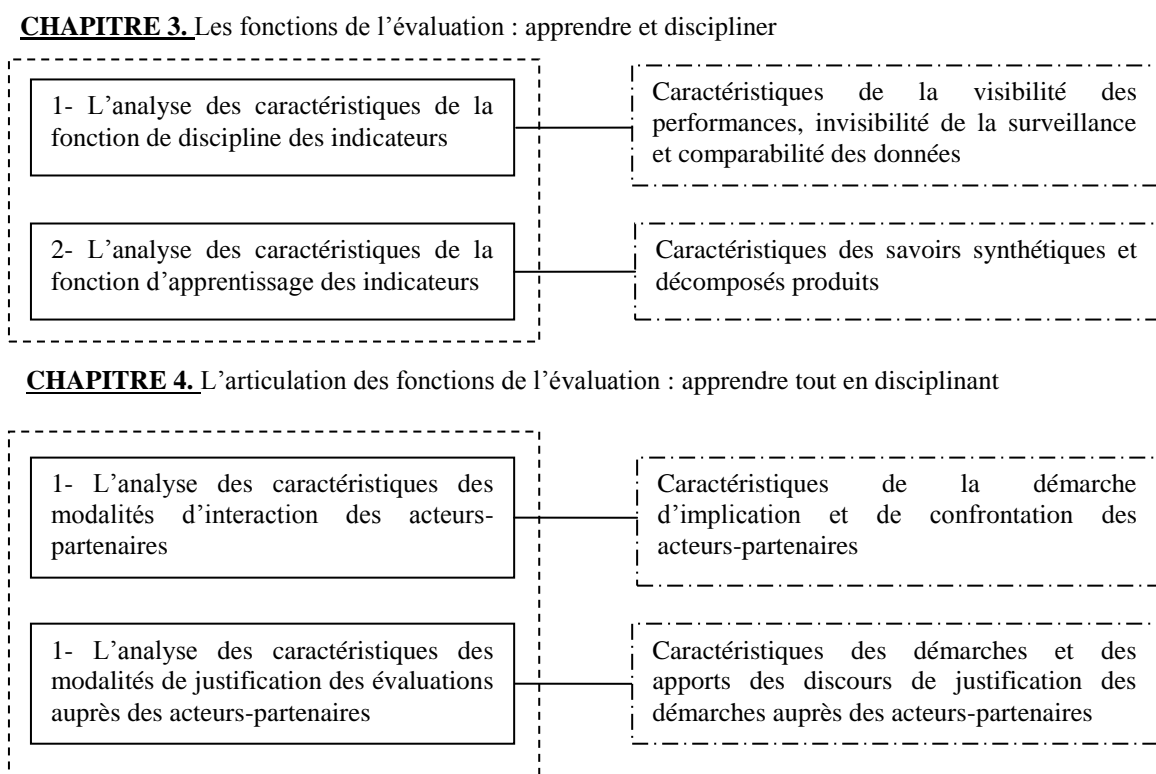 CHAPITRE 3. Les fonctions de l’évaluation : apprendre et discipliner
1- L’analyse des caractéristiques de la
fonction de discipline des indicateurs
Caractéristiques de la visibilité des
performances, invisibilité de la surveillance
et comparabilité des données
2- L’analyse des caractéristiques de la
fonction d’apprentissage des indicateurs
Caractéristiques des savoirs synthétiques et
décomposés produits
CHAPITRE 4. L’articulation des fonctions de l’évaluation : apprendre tout en disciplinant
1- L’analyse des caractéristiques des
modalités d’interaction des acteurs-
partenaires
Caractéristiques de la démarche
d’implication et de confrontation des
acteurs-partenaires
1- L’analyse des caractéristiques des
modalités de justification des évaluations
auprès des acteurs-partenaires
Caractéristiques des démarches et des
apports des discours de justification des
démarches auprès des acteurs-partenaires